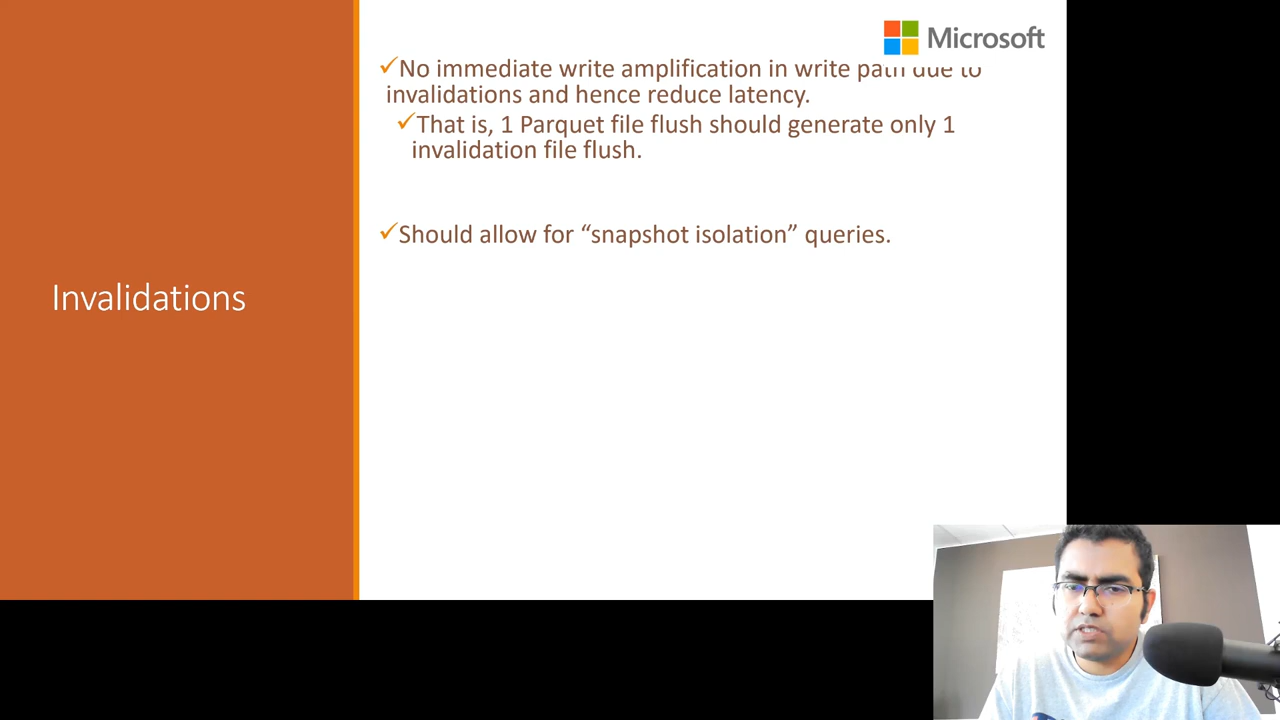 Microsoft
✓No immediate write amplification in write path due to
invalidations and hence reduce latency.
✓That is, 1 Parquet file flush should generate only 1
invalidation file flush.
✓Should allow for “snapshot isolation” queries.
Invalidations